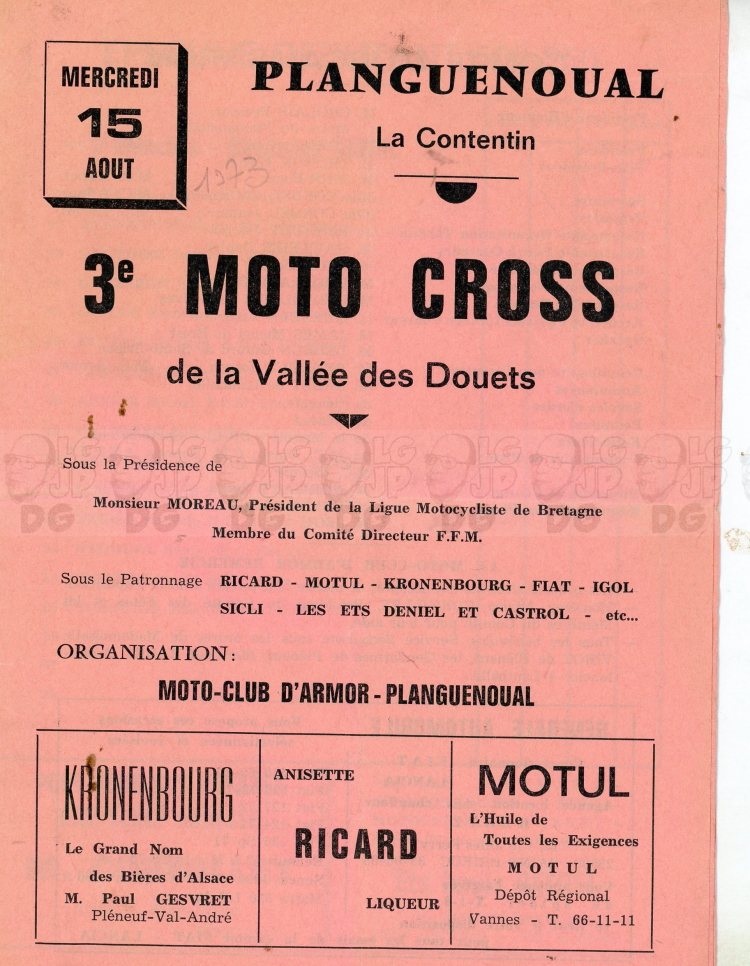 MERCREDI
15
AOUT
PLANGUENOUAL
La Contentin
1973
3e MOTO CROSS
de la Vallée des Douets
Sous la Présidence de
Monsieur MOREAU, Président de la Ligue Motocycliste de Bretagne
Membre du Comité Directeur F.F.M.
Sous le Patronnage RICARD - MOTUL - KRONENBOURG - FIAT - IGOL
SICLI - LES ETS DENIEL ET CASTROL - etc...
ORGANISATION :
MOTO-CLUB D'ARMOR - PLANGUENOUAL
KRONENBOURG
Le Grand Nom
des Bières d'Alsace
M. Paul GESVRET
Pléneuf-Val-André
ANISETTE
RICARD
LIQUEUR
MOTUL
L'Huile de
Toutes les Exigences
MOTUL
Dépôt Régional
Vannes - T. 66-11-11